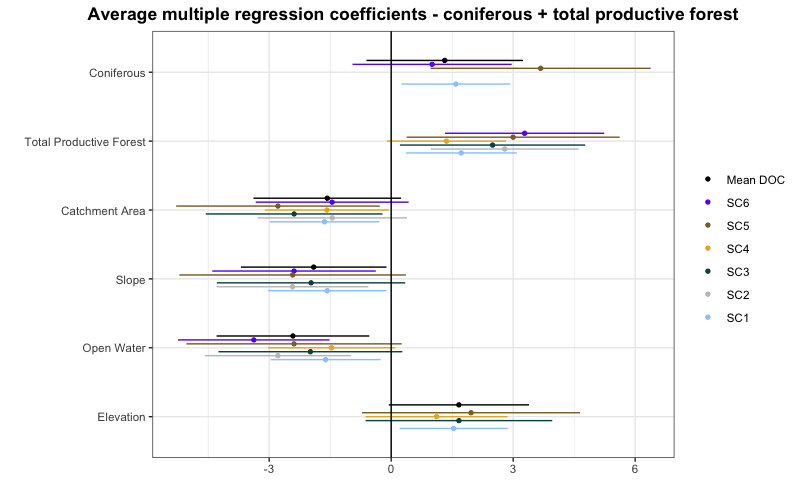 Average multiple regression coefficients - coniferous + total productive forest
Coniferous
Total Productive Forest
Catchment Area
Slope
Open Water
Elevation
-3 0 3 6
Mean DOC
SC6
SC5
SC4
SC3
SC2
SC1